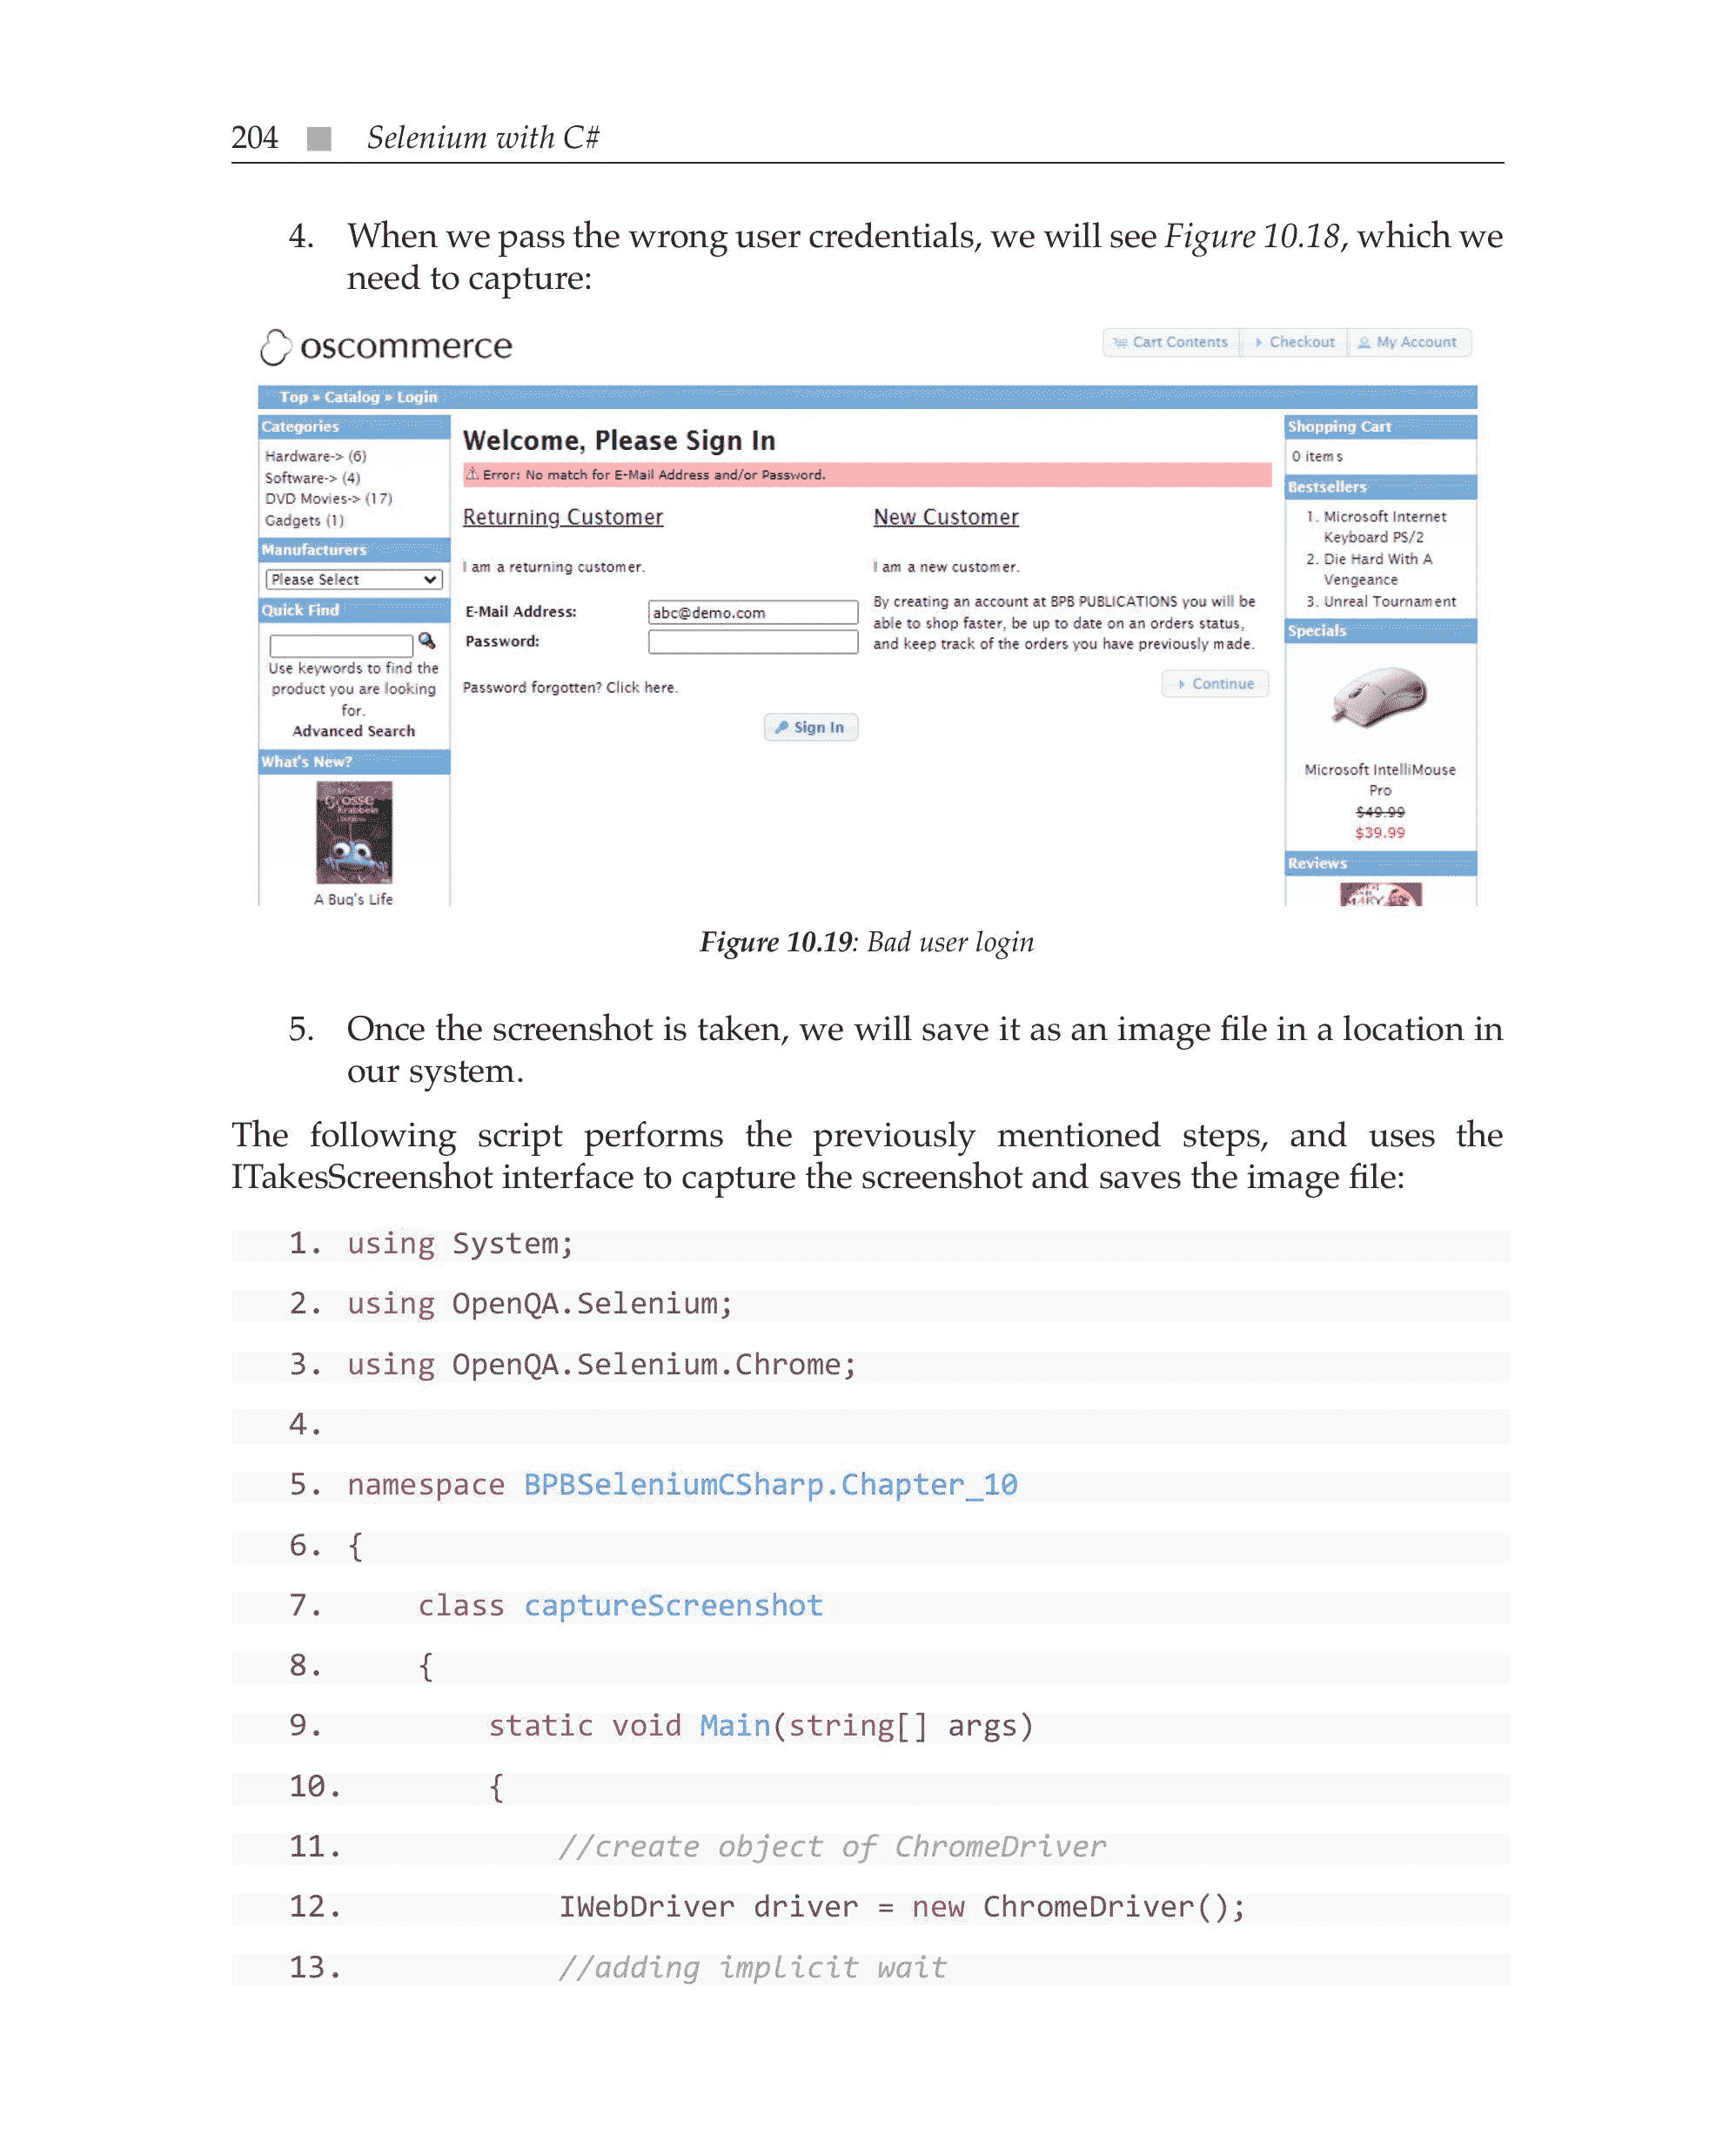 204 Selenium with C#
4. When we pass the wrong user credentials, we will see Figure 10.18, which we
need to capture:
oscommerce
Cart Contents Checkout My Account
Top » Catalog » Login
Categories
Hardware-> (6)
Software-> (4)
DVD Movies-> (17)
Gadgets (1)
Manufacturers
Please Select
Quick Find
Use keywords to find the
product you are looking
for.
Advanced Search
What's New?
A Bug's Life
Welcome, Please Sign In
Error: No match for E-Mail Address and/or Password.
Returning Customer
I am a returning customer.
E-Mail Address: abc@demo.com
Password:
Password forgotten? Click here.
Sign In
New Customer
I am a new customer.
By creating an account at BPB PUBLICATIONS you will be
able to shop faster, be up to date on an orders status,
and keep track of the orders you have previously made.
Continue
Shopping Cart
0 items
Bestsellers
1. Microsoft Internet
Keyboard PS/2
2. Die Hard With A
Vengeance
3. Unreal Tournament
Specials
Microsoft IntelliMouse
Pro
$49.99
$39.99
Reviews
Figure 10.19: Bad user login
5. Once the screenshot is taken, we will save it as an image file in a location in
our system.
The following script performs the previously mentioned steps, and uses the
ITakesScreenshot interface to capture the screenshot and saves the image file:
1. using System;
2. using OpenQA.Selenium;
3. using OpenQA.Selenium.Chrome;
4.
5. namespace BPBSeleniumCSharp.Chapter_10
6. {
7. class captureScreenshot
8. {
9. static void Main(string[] args)
10. {
11. //create object of ChromeDriver
12. IWebDriver driver = new ChromeDriver();
13. //adding implicit wait